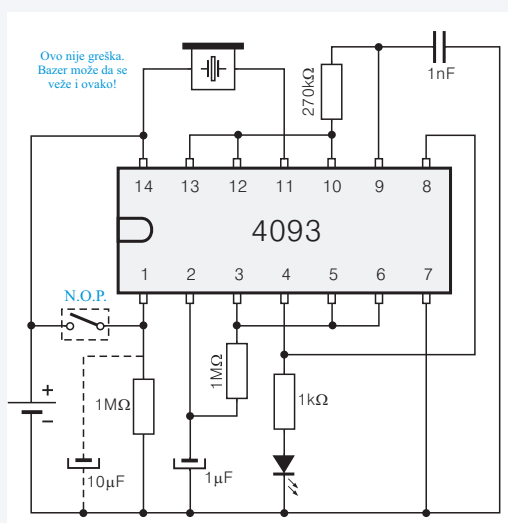 Ovo nije greška.
Bazer može da se
veže i ovako!
270kΩ
1nF
14 13 12 11 10 9 8
4093
1 2 3 4 5 6 7
N.O.P.
+
−
1MΩ
1MΩ
1kΩ
10μF
1μF